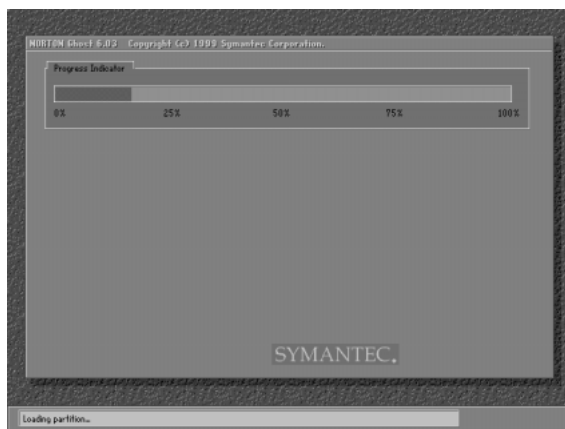 NORTON Ghost 6.03 Copyright (c) 1999 Symantec Corporation.
Progress Indicator
0% 25% 50% 75% 100%
SYMANTEC.
Loading partition...